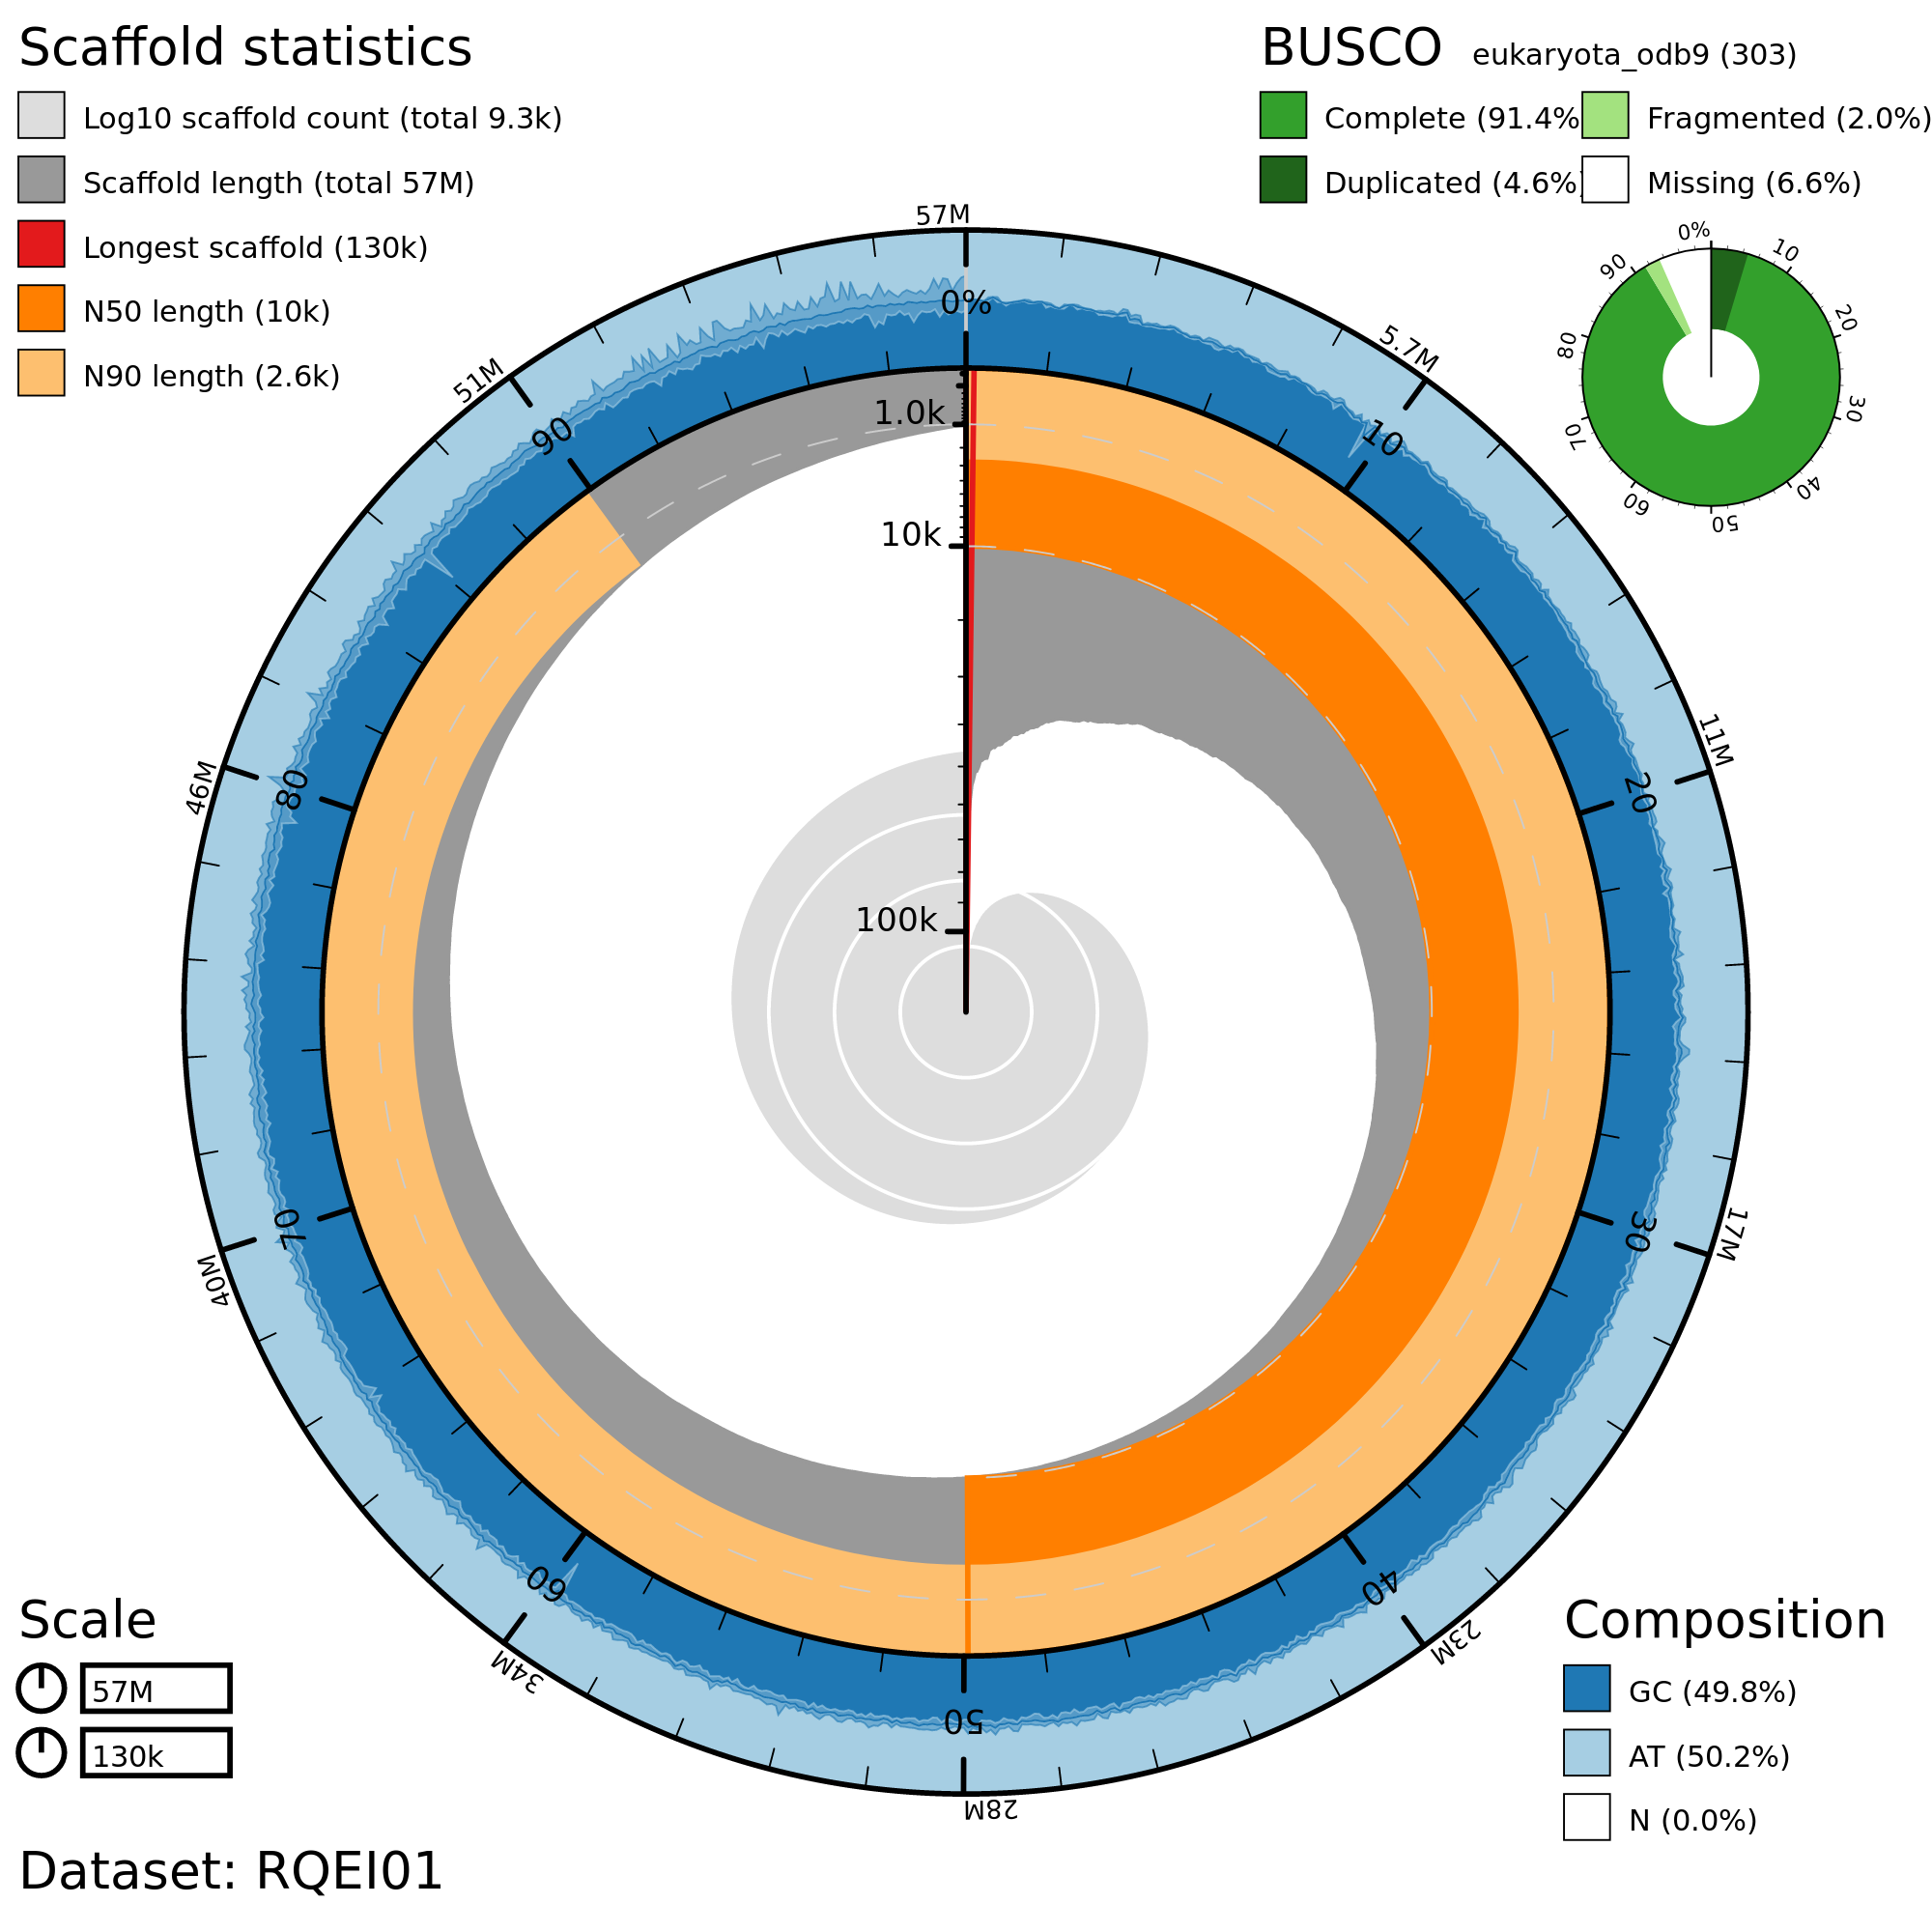 Scaffold statistics
Log10 scaffold count (total 9.3k)
Scaffold length (total 57M)
Longest scaffold (130k)
N50 length (10k)
N90 length (2.6k)
BUSCO eukaryota_odb9 (303)
Complete (91.4% Fragmented (2.0%)
Duplicated (4.6%) Missing (6.6%)
0%
10
20
30
40
50
60
70
80
90
57M
5.7M
11M
17M
23M
28M
34M
40M
46M
51M
0%
10
20
30
40
50
60
70
80
90
1.0k
10k
100k
Scale
57M
130k
Composition
GC (49.8%)
AT (50.2%)
N (0.0%)
Dataset: RQEI01